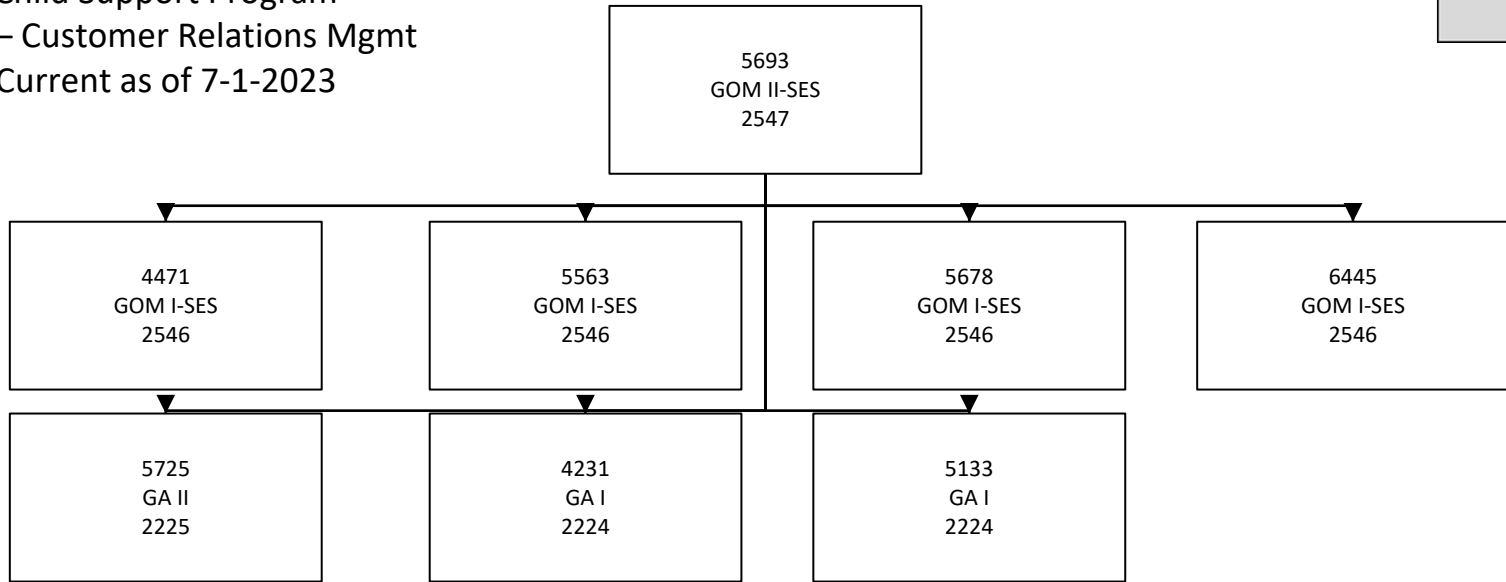 Child Support Program
– Customer Relations Mgmt
Current as of 7-1-2023
5693
GOM II-SES
2547
4471
GOM I-SES
2546
5563
GOM I-SES
2546
5678
GOM I-SES
2546
6445
GOM I-SES
2546
5725
GA II
2225
4231
GA I
2224
5133
GA I
2224